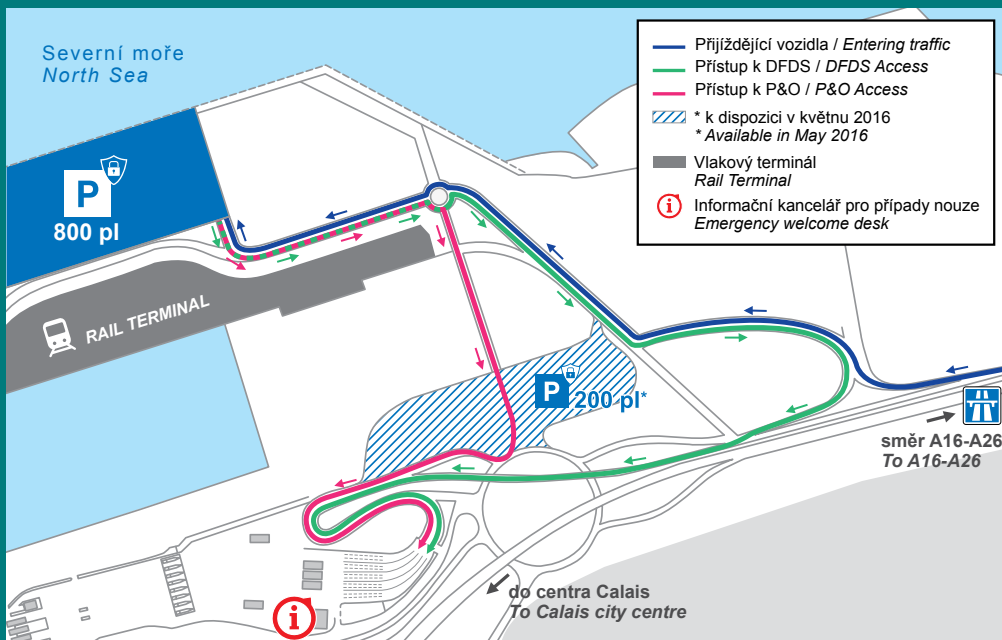 Severní moře
North Sea
Přijíždějící vozidla / Entering traffic
Přístup k DFDS / DFDS Access
Přístup k P&O / P&O Access
* k dispozici v květnu 2016
* Available in May 2016
Vlakový terminál
Rail Terminal
i
Informační kancelář pro případy nouze
Emergency welcome desk
P
800 pl
RAIL TERMINAL
P
200 pl*
směr A16-A26
To A16-A26
do centra Calais
To Calais city centre
i